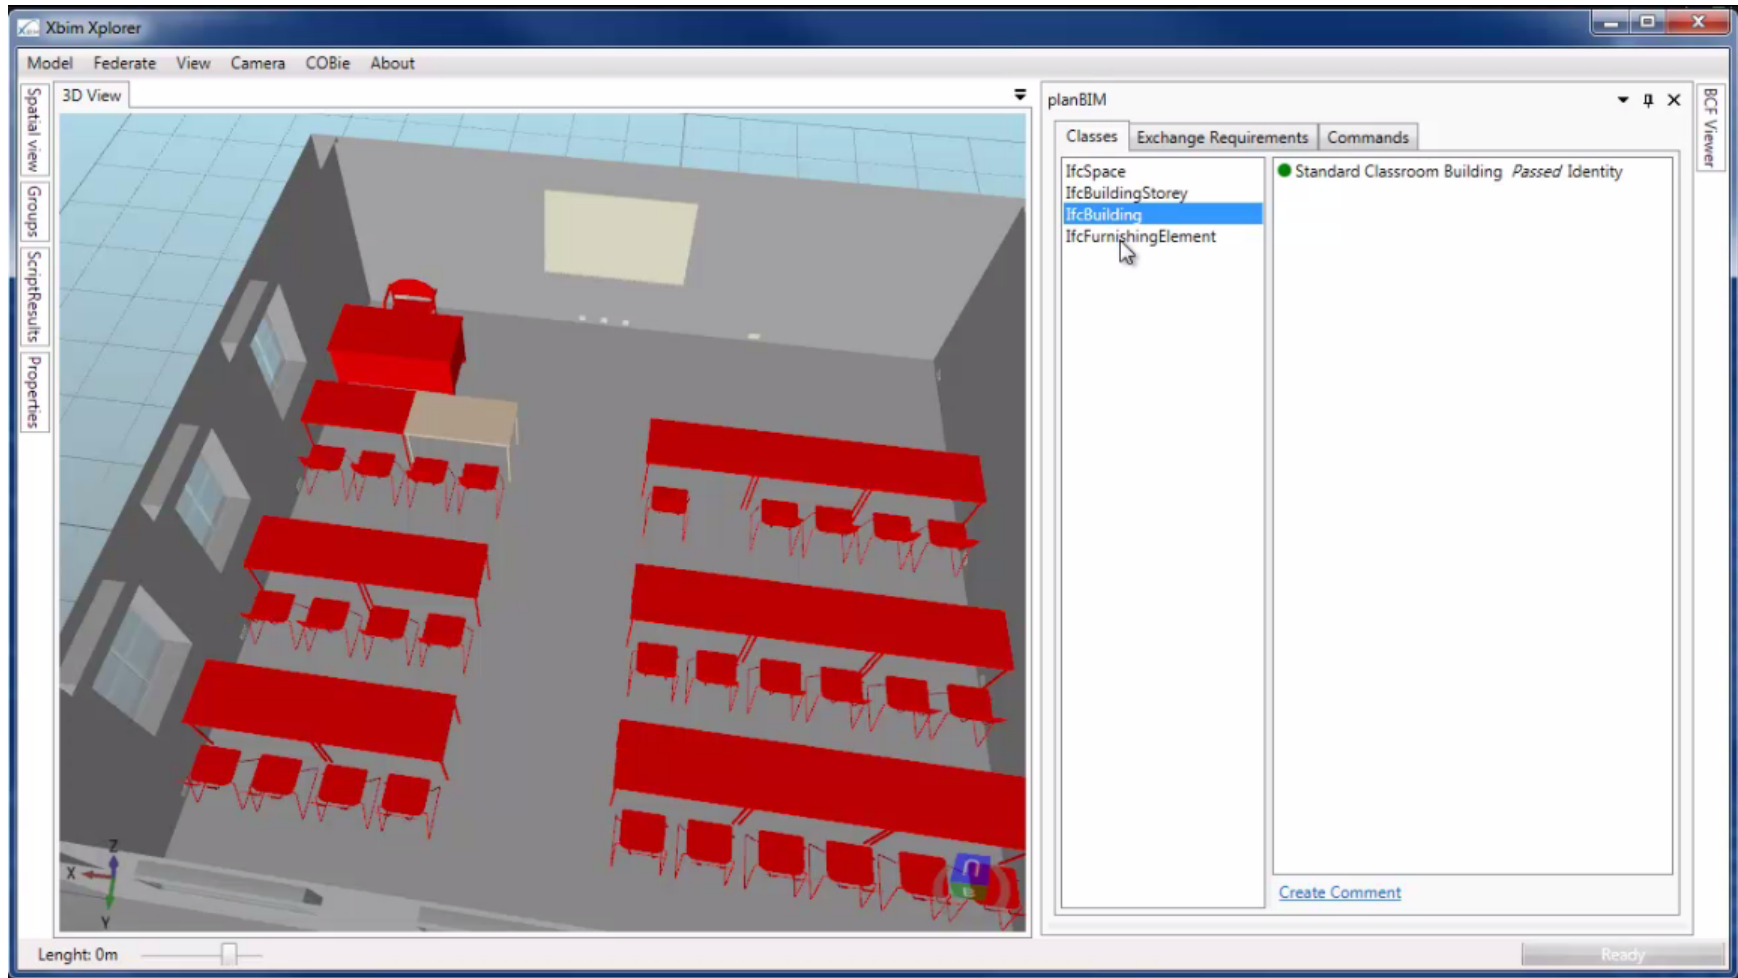 Xbim Xplorer
Model Federate View Camera COBie About
Spatial view
Groups
ScriptResults
Properties
3D View
Z
X
Y
planBIM
Classes Exchange Requirements Commands
IfcSpace
IfcBuildingStorey
IfcBuilding
IfcFurnishingElement
Standard Classroom Building Passed Identity
Create Comment
BCF Viewer
Lenght: 0m
Ready